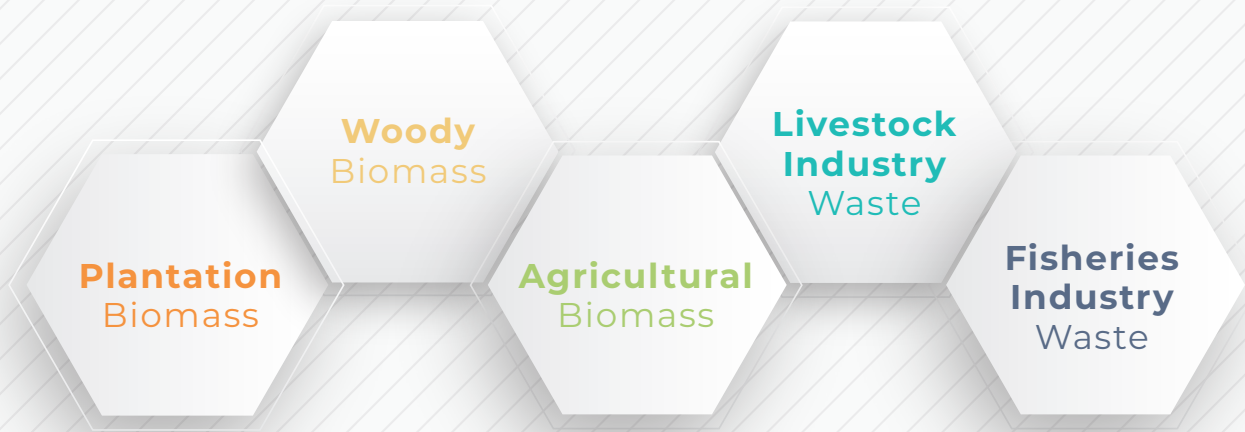 Plantation
Biomass
Woody
Biomass
Agricultural
Biomass
Livestock
Industry
Waste
Fisheries
Industry
Waste